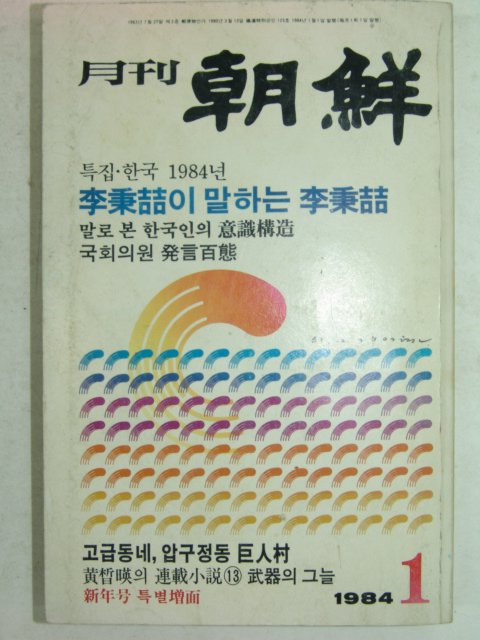 月刊 朝鮮
특집·한국 1984년
李秉喆이 말하는 李秉喆
말로 본 한국인의 意識構造
국회의원 発言百態
고급동네, 압구정동 巨人村
黃晳暎의 連載小説⑬ 武器의 그늘
新年号 특별增面
1984 1